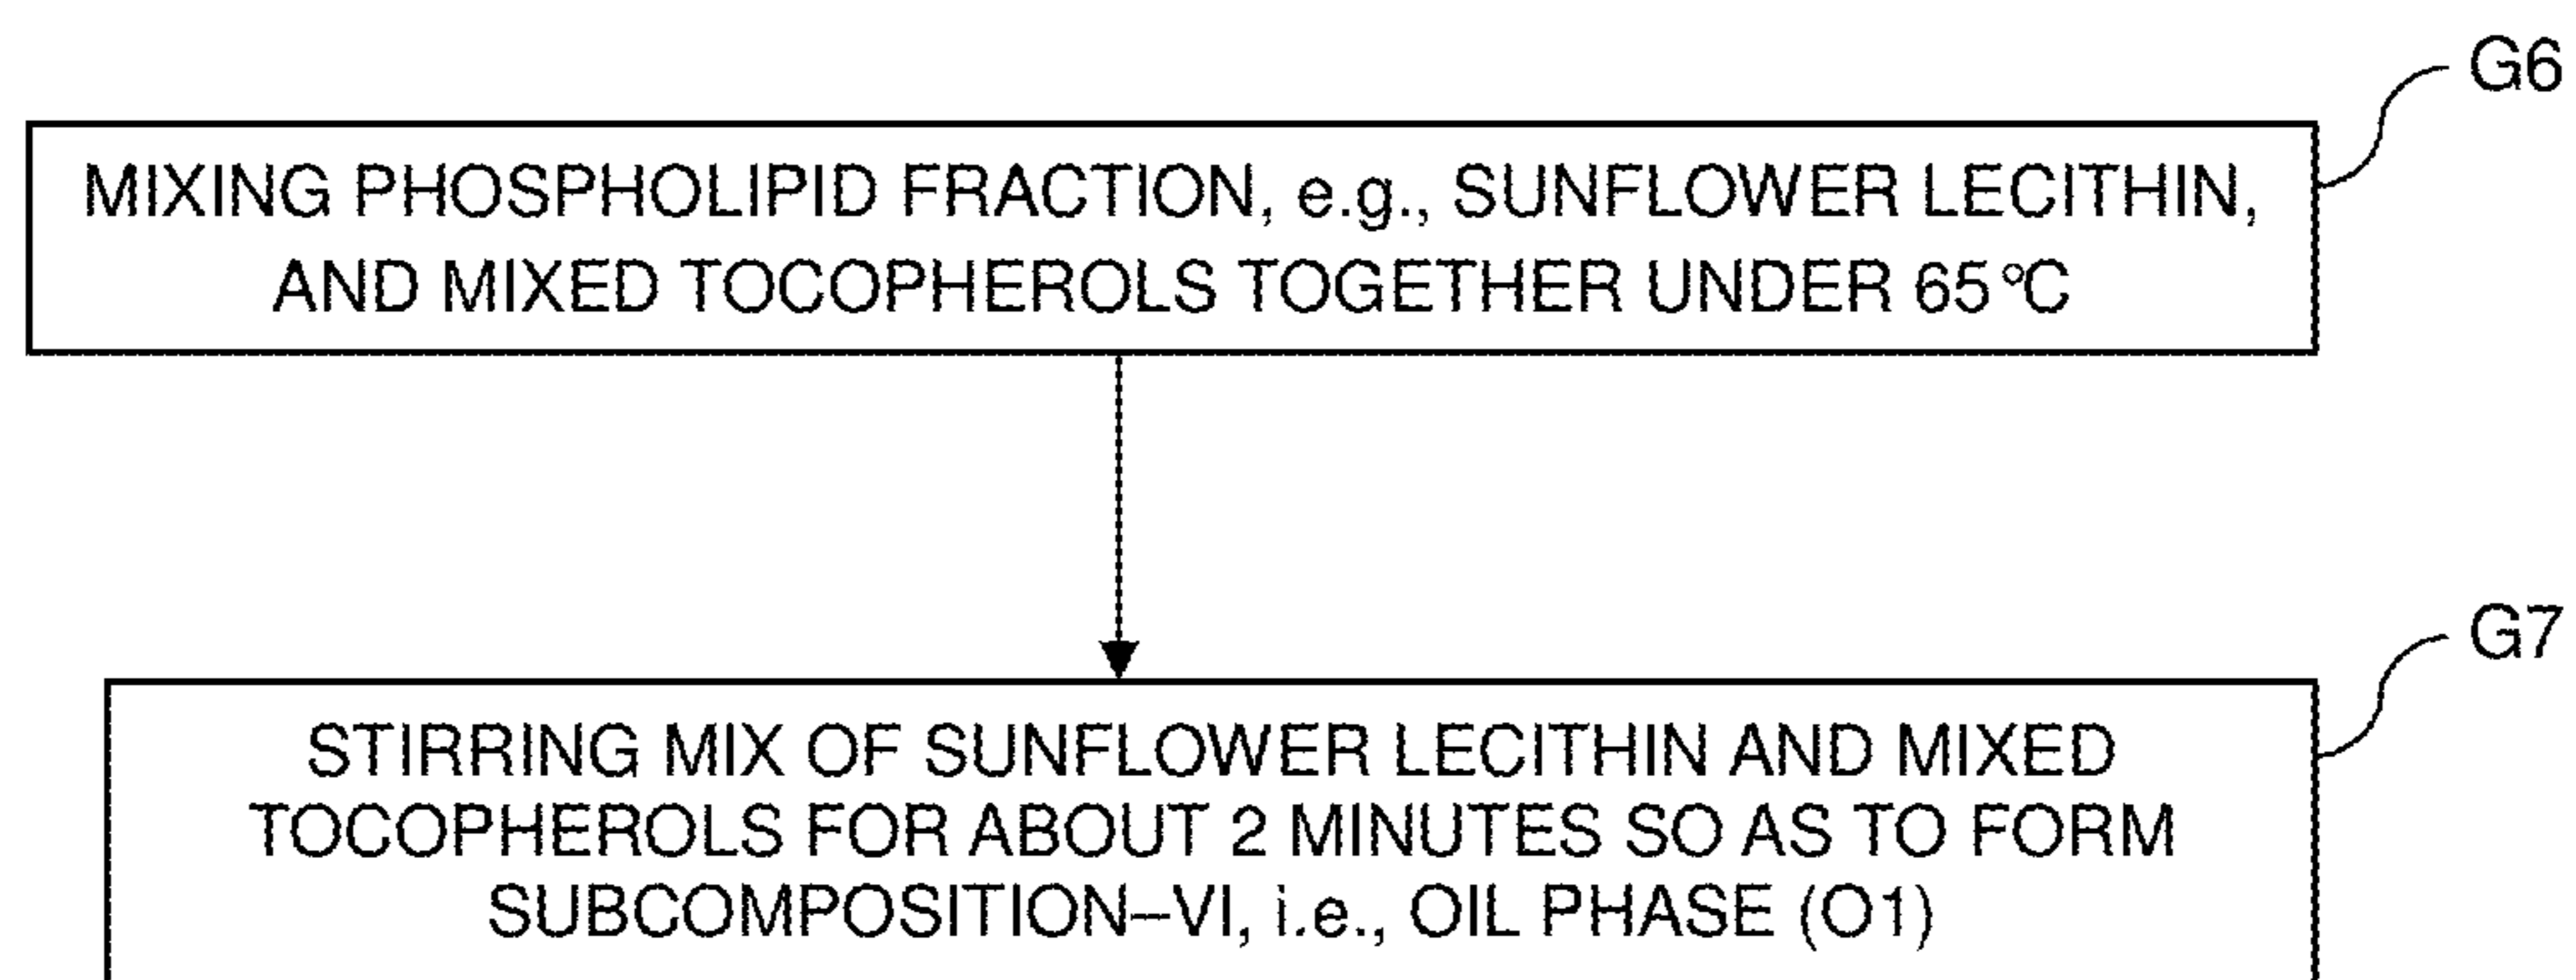 G6
MIXING PHOSPHOLIPID FRACTION, e.g., SUNFLOWER LECITHIN,
AND MIXED TOCOPHEROLS TOGETHER UNDER 65°C
G7
STIRRING MIX OF SUNFLOWER LECITHIN AND MIXED
TOCOPHEROLS FOR ABOUT 2 MINUTES SO AS TO FORM
SUBCOMPOSITION–VI, i.e., OIL PHASE (O1)